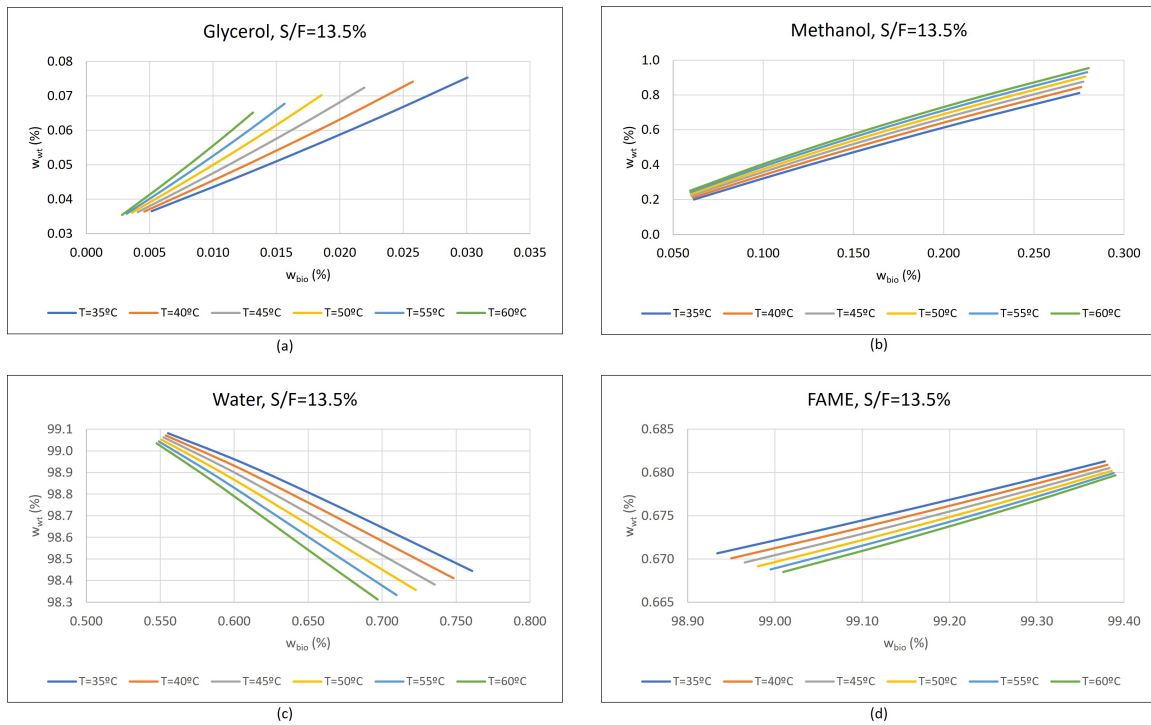 Glycerol, S/F=13.5%
w_wt (%)
0.08
0.07
0.06
0.05
0.04
0.03
0.000 0.005 0.010 0.015 0.020 0.025 0.030 0.035
w_bio (%)
T=35ºC T=40ºC T=45ºC T=50ºC T=55ºC T=60ºC
(a)
Methanol, S/F=13.5%
w_wt (%)
1.0
0.8
0.6
0.4
0.2
0.0
0.050 0.100 0.150 0.200 0.250 0.300
w_bio (%)
T=35ºC T=40ºC T=45ºC T=50ºC T=55ºC T=60ºC
(b)
Water, S/F=13.5%
w_wt (%)
99.1
99.0
98.9
98.8
98.7
98.6
98.5
98.4
98.3
0.500 0.550 0.600 0.650 0.700 0.750 0.800
w_bio (%)
T=35ºC T=40ºC T=45ºC T=50ºC T=55ºC T=60ºC
(c)
FAME, S/F=13.5%
w_wt (%)
0.685
0.680
0.675
0.670
0.665
98.90 99.00 99.10 99.20 99.30 99.40
w_bio (%)
T=35ºC T=40ºC T=45ºC T=50ºC T=55ºC T=60ºC
(d)